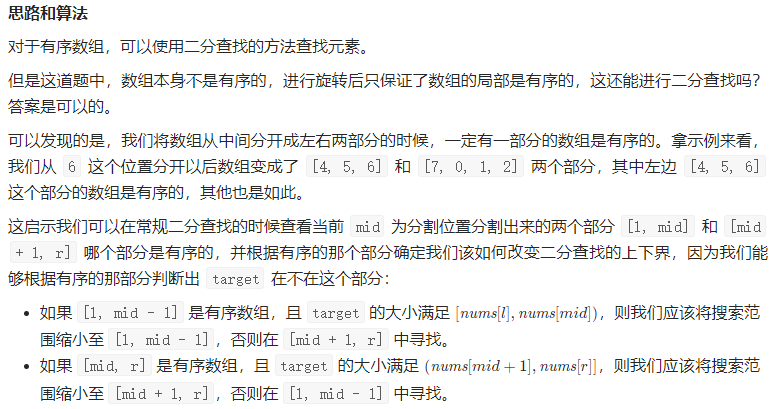 思路和算法
对于有序数组，可以使用二分查找的方法查找元素。
但是这道题中，数组本身不是有序的，进行旋转后只保证了数组的局部是有序的，这还能进行二分查找吗？
答案是可以的。
可以发现的是，我们将数组从中间分开成左右两部分的时候，一定有一部分的数组是有序的。拿示例来看，
我们从 6 这个位置分开以后数组变成了 [4, 5, 6] 和 [7, 0, 1, 2] 两个部分，其中左边 [4, 5, 6]
这个部分的数组是有序的，其他也是如此。
这启示我们可以在常规二分查找的时候查看当前 mid 为分割位置分割出来的两个部分 [l, mid] 和 [mid
+ 1, r] 哪个部分是有序的，并根据有序的那个部分确定我们该如何改变二分查找的上下界，因为我们能
够根据有序的那部分判断出 target 在不在这个部分：
• 如果 [l, mid - 1] 是有序数组，且 target 的大小满足 [nums[l], nums[mid])，则我们应该将搜索范
围缩小至 [l, mid - 1]，否则在 [mid + 1, r] 中寻找。
• 如果 [mid, r] 是有序数组，且 target 的大小满足 (nums[mid + 1], nums[r]]，则我们应该将搜索范
围缩小至 [mid + 1, r]，否则在 [l, mid - 1] 中寻找。